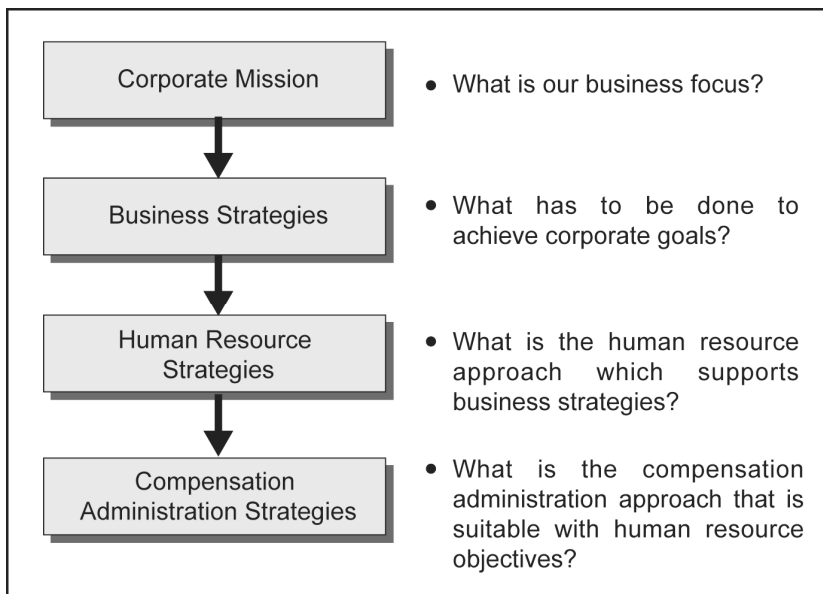 Corporate Mission
• What is our business focus?
Business Strategies
• What has to be done to
achieve corporate goals?
Human Resource
Strategies
• What is the human resource
approach which supports
business strategies?
Compensation
Administration Strategies
• What is the compensation
administration approach that is
suitable with human resource
objectives?